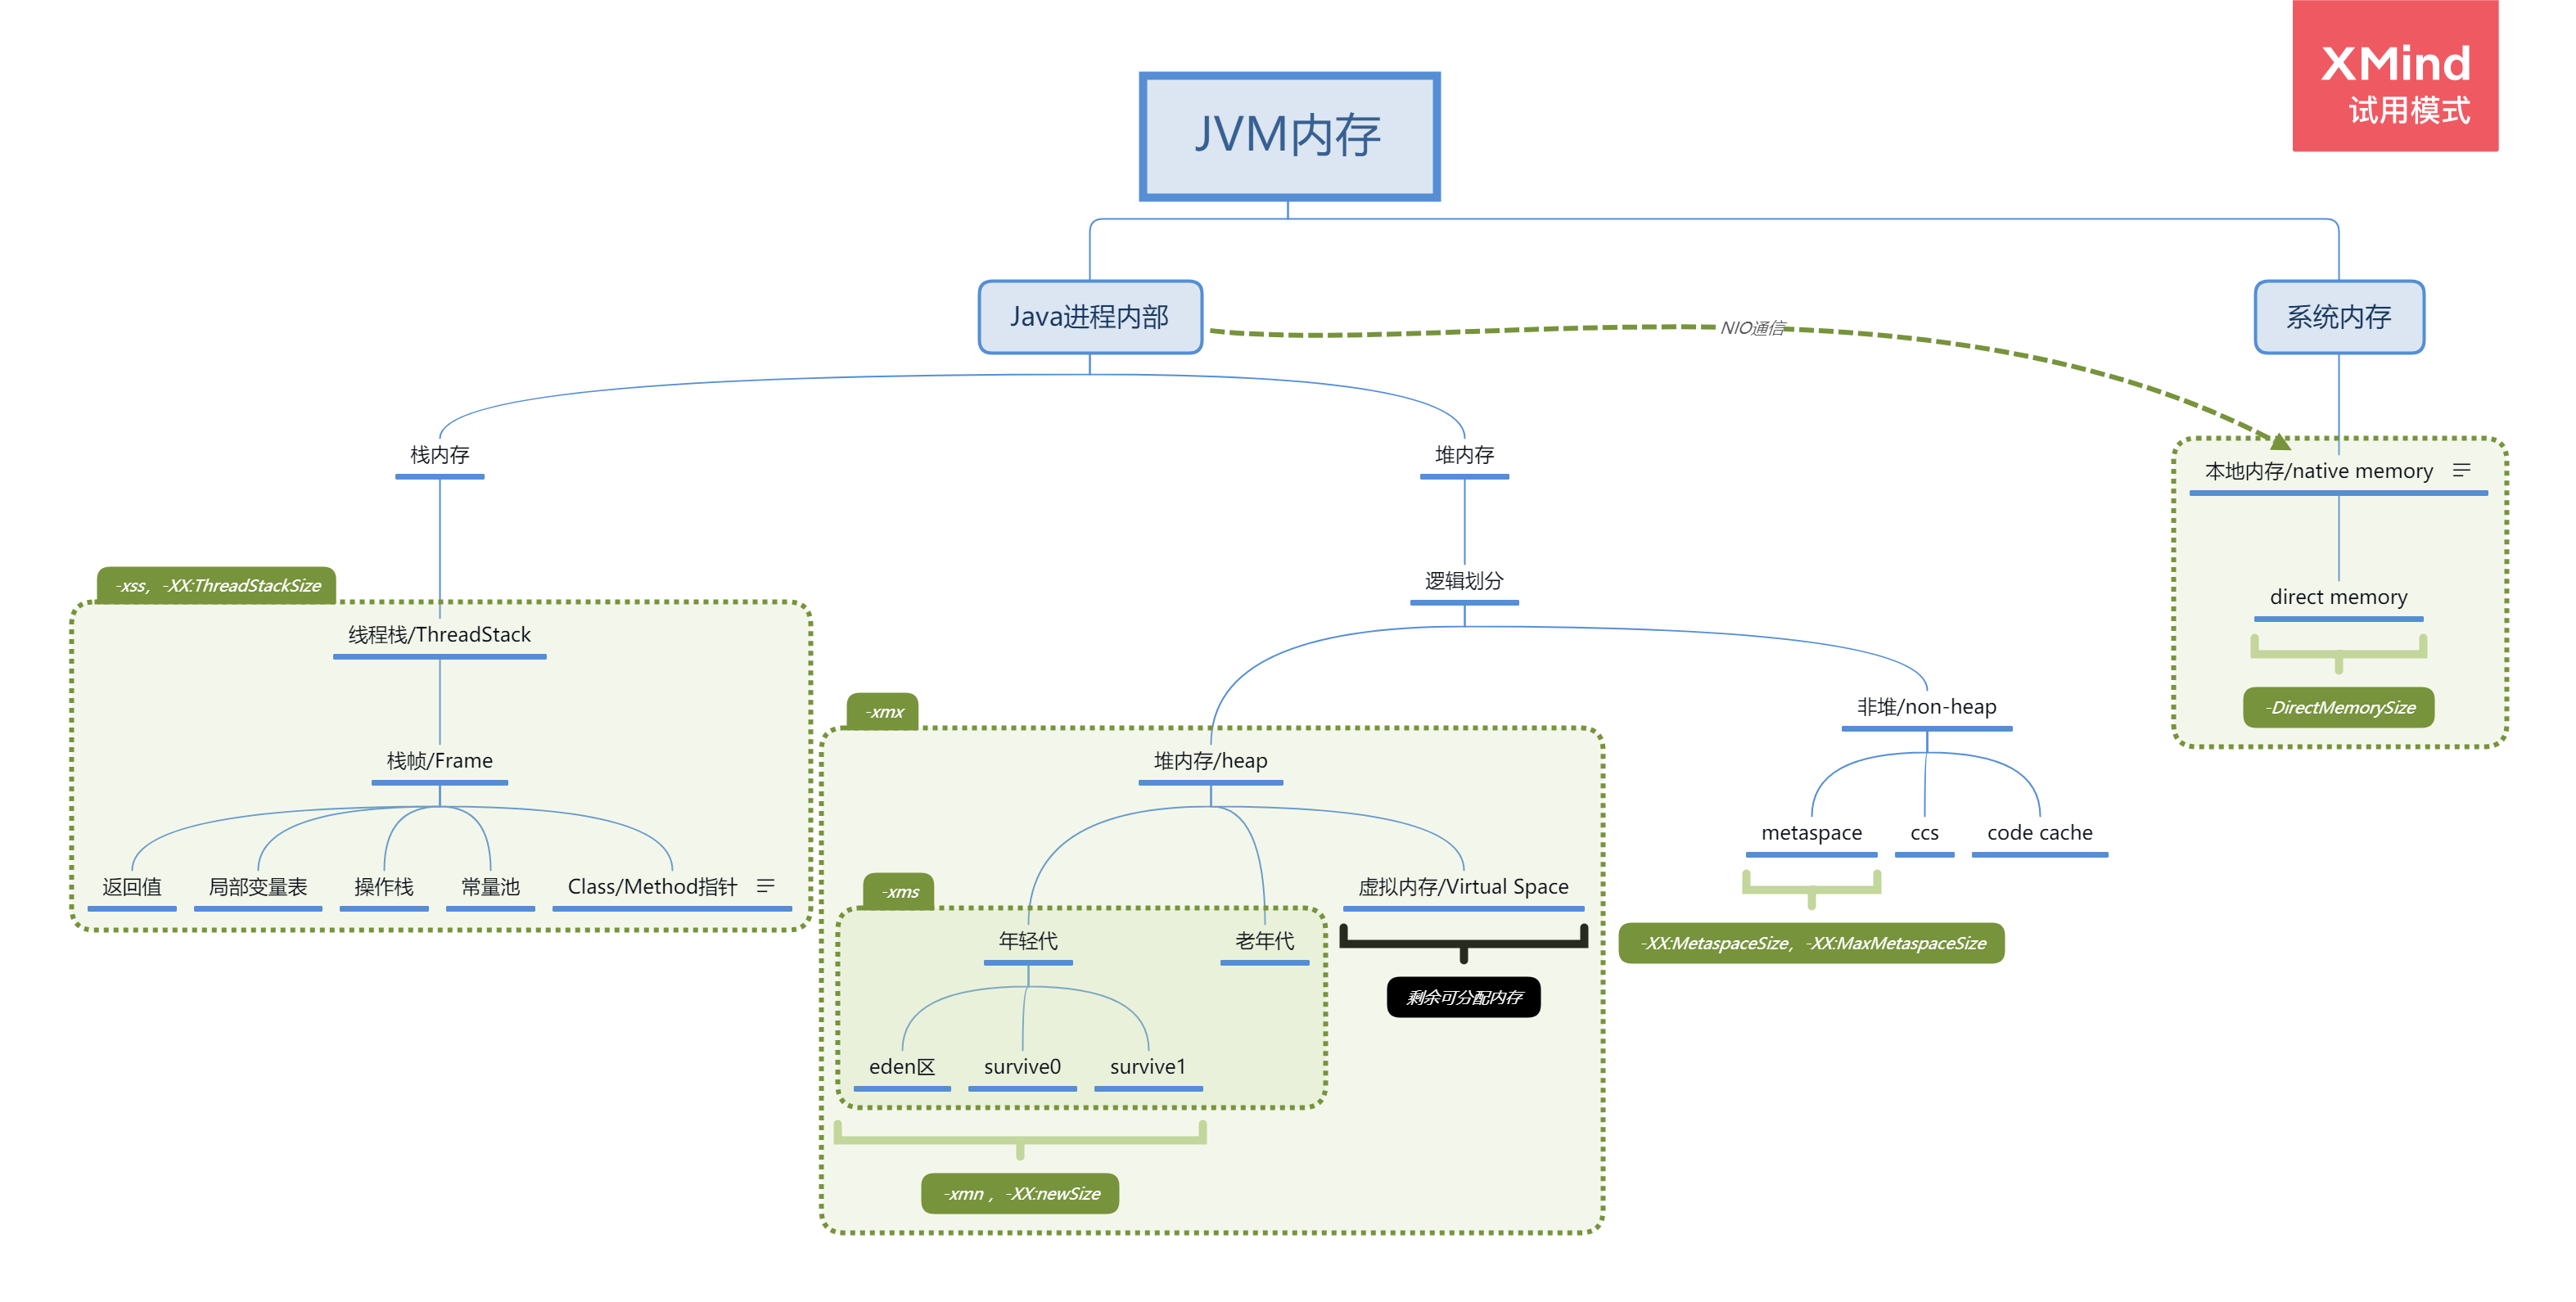 XMind
试用模式
JVM内存
Java进程内部
NIO通信
系统内存
栈内存
堆内存
本地内存/native memory
逻辑划分
direct memory
-xss，-XX:ThreadStackSize
线程栈/ThreadStack
-xmx
非堆/non-heap
-DirectMemorySize
栈帧/Frame
堆内存/heap
metaspace
ccs
code cache
返回值
局部变量表
操作栈
常量池
Class/Method指针
-xms
虚拟内存/Virtual Space
年轻代
老年代
-XX:MetaspaceSize，-XX:MaxMetaspaceSize
剩余可分配内存
eden区
survive0
survive1
-xmn ，-XX:newSize